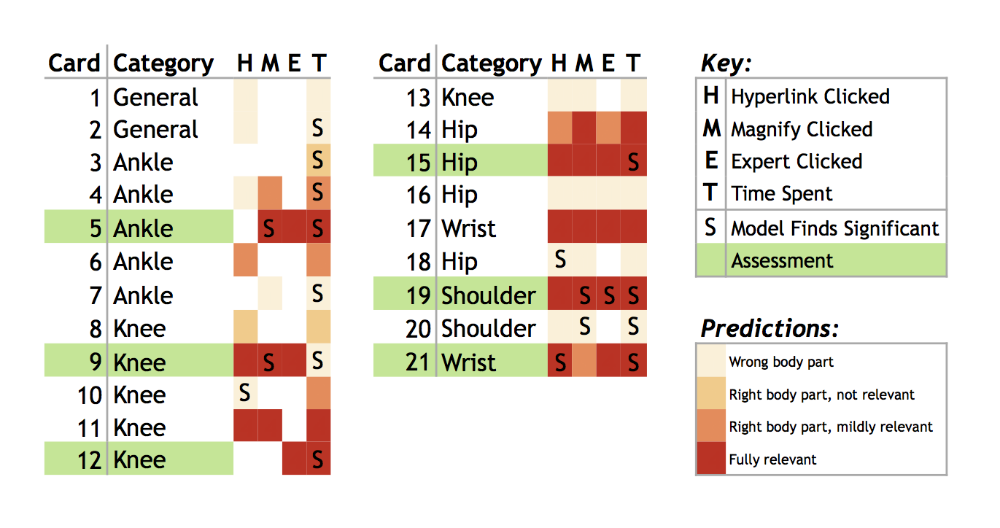 Card Category H M E T
1 General
2 General S
3 Ankle S
4 Ankle S
5 Ankle S S
6 Ankle
7 Ankle S
8 Knee
9 Knee S S
10 Knee S
11 Knee
12 Knee S
Card Category H M E T
13 Knee
14 Hip
15 Hip S
16 Hip
17 Wrist
18 Hip S
19 Shoulder S S S
20 Shoulder S S
21 Wrist S S
Key:
H Hyperlink Clicked
M Magnify Clicked
E Expert Clicked
T Time Spent
S Model Finds Significant
Assessment
Predictions:
Wrong body part
Right body part, not relevant
Right body part, mildly relevant
Fully relevant